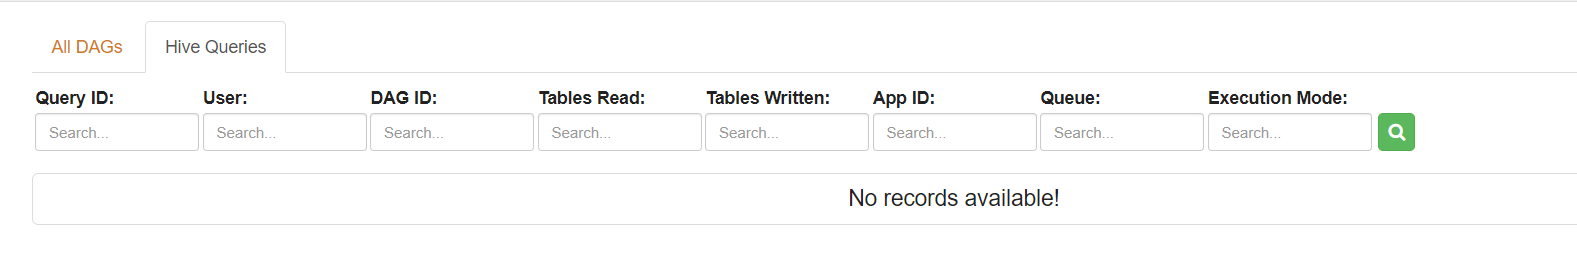 All DAGs Hive Queries
Query ID: User: DAG ID: Tables Read: Tables Written: App ID: Queue: Execution Mode:
Search... Search... Search... Search... Search... Search... Search... Search...
No records available!